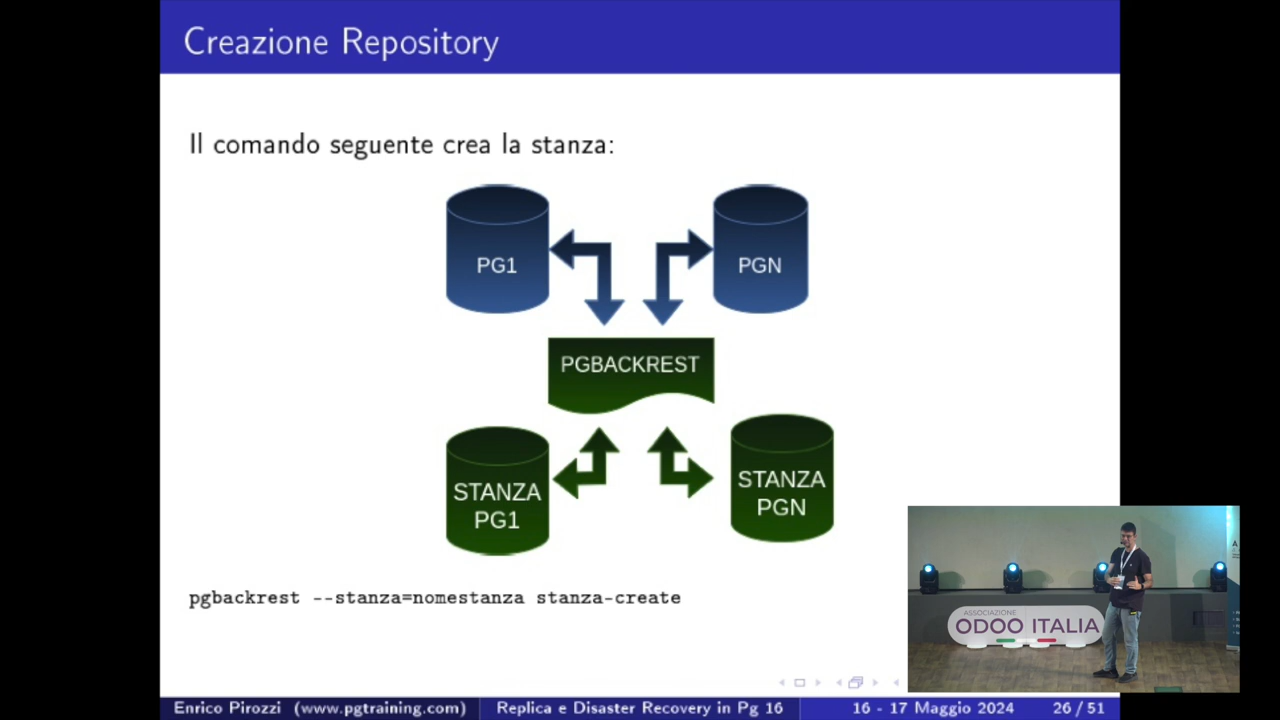 Creazione Repository
Il comando seguente crea la stanza:
PG1
PGN
PGBACKREST
STANZA
PG1
STANZA
PGN
pgbackrest --stanza=nomestanza stanza-create
ASSOCIAZIONE
ODOO ITALIA
Enrico Pirozzi (www.pgtraining.com)
Replica e Disaster Recovery in Pg 16
16 - 17 Maggio 2024
26 / 51